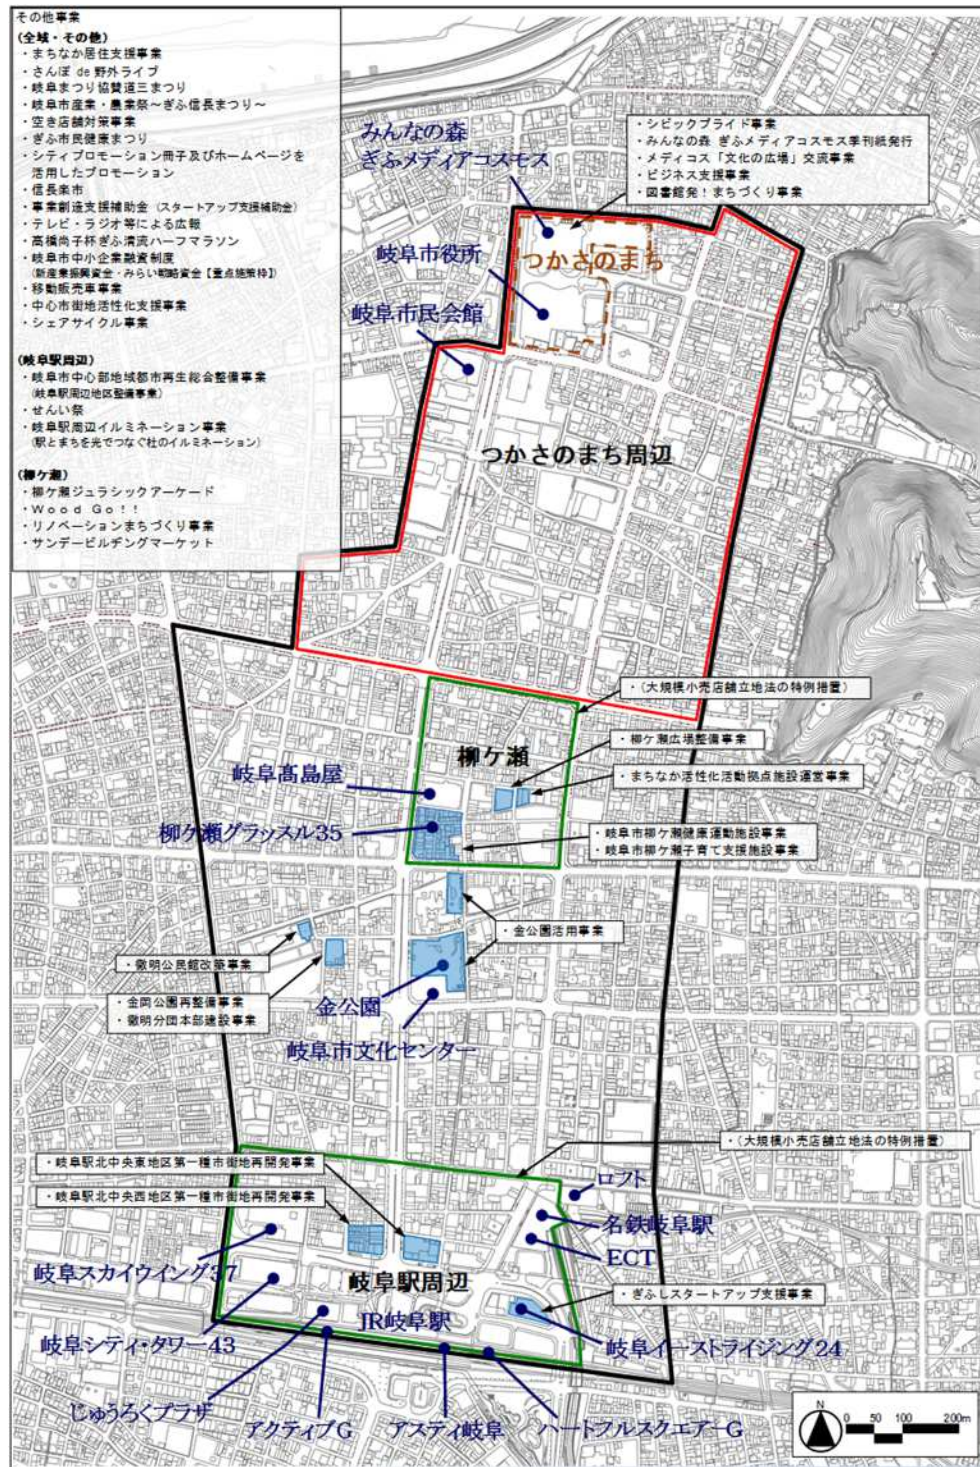 その他事業
(全域・その他)
・まちなか居住支援事業
・さんぽ de 野外ライブ
・岐阜まつり協賛道三まつり
・岐阜市産業・農業祭~ぎふ信長まつり~
・空き店舗対策事業
・ぎふ市民健康まつり
・シティプロモーション冊子及びホームページを
活用したプロモーション
・信長楽市
・事業創造支援補助金(スタートアップ支援補助金)
・テレビ・ラジオ等による広報
・高橋尚子杯ぎふ清流ハーフマラソン
・岐阜市中小企業融資制度
(新産業振興資金・みらい戦略資金【重点施策枠】)
・移動販売車事業
・中心市街地活性化支援事業
・シェアサイクル事業
(岐阜駅周辺)
・岐阜市中心部地域都市再生総合整備事業
(岐阜駅周辺地区整備事業)
・せんい祭
・岐阜駅周辺イルミネーション事業
(駅とまちを光でつなぐ杜のイルミネーション)
(柳ケ瀬)
・柳ケ瀬ジュラシックアーケード
・Wood Go!!
・リノベーションまちづくり事業
・サンデービルヂングマーケット
みんなの森
ぎふメディアコスモス
・シビックプライド事業
・みんなの森 ぎふメディアコスモス季刊紙発行
・メディコス「文化の広場」交流事業
・ビジネス支援事業
・図書館発!まちづくり事業
つかさのまち
岐阜市役所
岐阜市民会館
つかさのまち周辺
・(大規模小売店舗立地法の特例措置)
柳ケ瀬
・柳ケ瀬広場整備事業
・まちなか活性化活動拠点施設運営事業
岐阜髙島屋
柳ケ瀬グラッスル35
・岐阜市柳ケ瀬健康運動施設事業
・岐阜市柳ケ瀬子育て支援施設事業
・金公園活用事業
・徹明公民館改築事業
・金岡公園再整備事業
・徹明分団本部建設事業
金公園
岐阜市文化センター
・(大規模小売店舗立地法の特例措置)
・岐阜駅北中央東地区第一種市街地再開発事業
・岐阜駅北中央西地区第一種市街地再開発事業
ロフト
名鉄岐阜駅
ECT
岐阜スカイウイング37
岐阜駅周辺
・ぎふしスタートアップ支援事業
JR岐阜駅
岐阜シティ・タワー43
岐阜イーストライジング24
じゅうろくプラザ
アクティブG
アスティ岐阜
ハートフルスクエアーG
N
0 50 100 200m